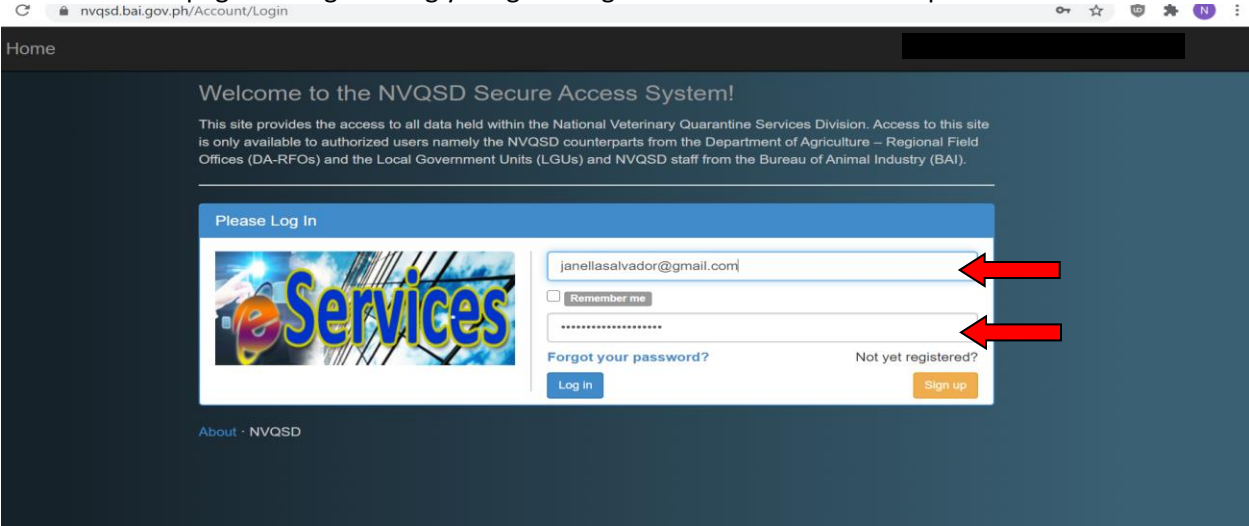 nvqsd.bai.gov.ph/Account/Login
N
Home
Welcome to the NVQSD Secure Access System!
This site provides the access to all data held within the National Veterinary Quarantine Services Division. Access to this site
is only available to authorized users namely the NVQSD counterparts from the Department of Agriculture – Regional Field
Offices (DA-RFOs) and the Local Government Units (LGUs) and NVQSD staff from the Bureau of Animal Industry (BAI).
Please Log In
eServices
janellasalvador@gmail.com
Remember me
••••••••••••••••••••
Forgot your password? Not yet registered?
Log in Sign up
About · NVQSD